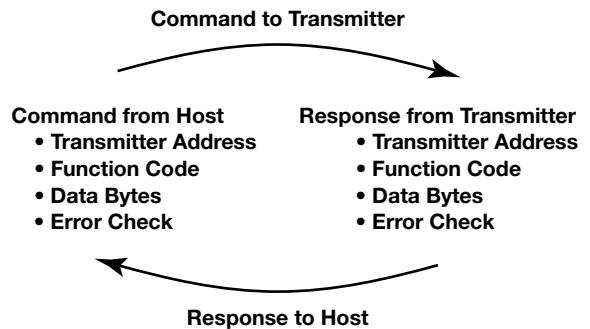 Command to Transmitter
Command from Host
• Transmitter Address
• Function Code
• Data Bytes
• Error Check
Response from Transmitter
• Transmitter Address
• Function Code
• Data Bytes
• Error Check
Response to Host